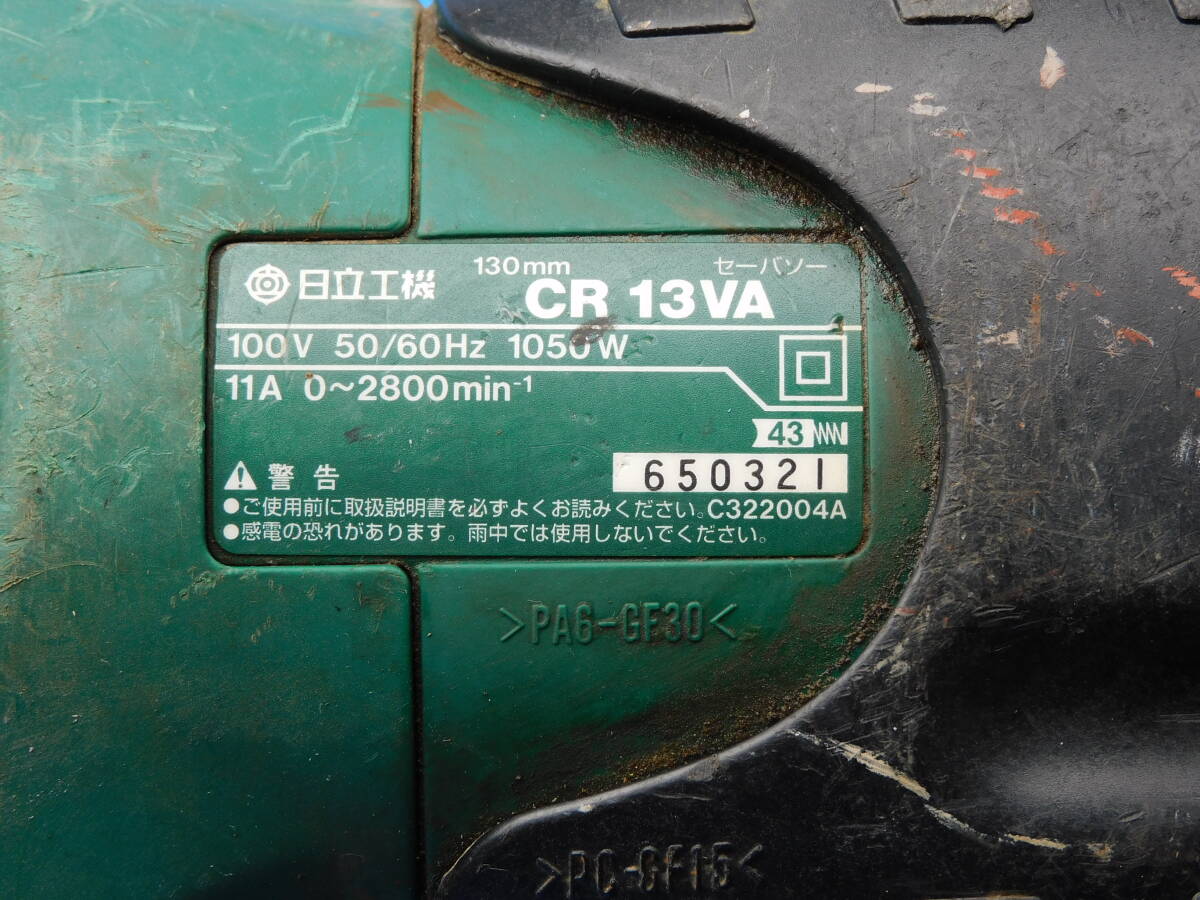 日立工機 130mm セーバソー
CR 13VA
100V 50/60Hz 1050W
11A 0～2800min⁻¹
43
警告
650321
●ご使用前に取扱説明書を必ずよくお読みください。C322004A
●感電の恐れがあります。雨中では使用しないでください。
>PA6-GF30<
>PC-GF15<